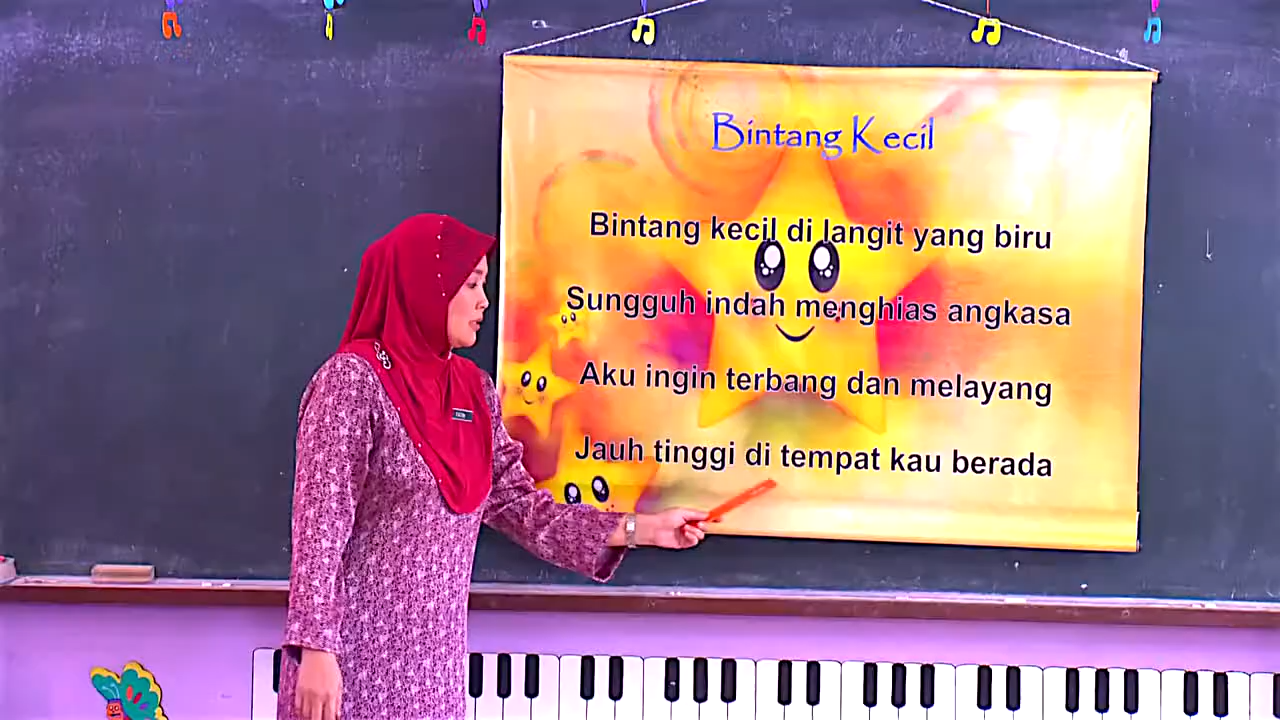 Bintang Kecil
Bintang kecil di langit yang biru
Sungguh indah menghias angkasa
Aku ingin terbang dan melayang
Jauh tinggi di tempat kau berada